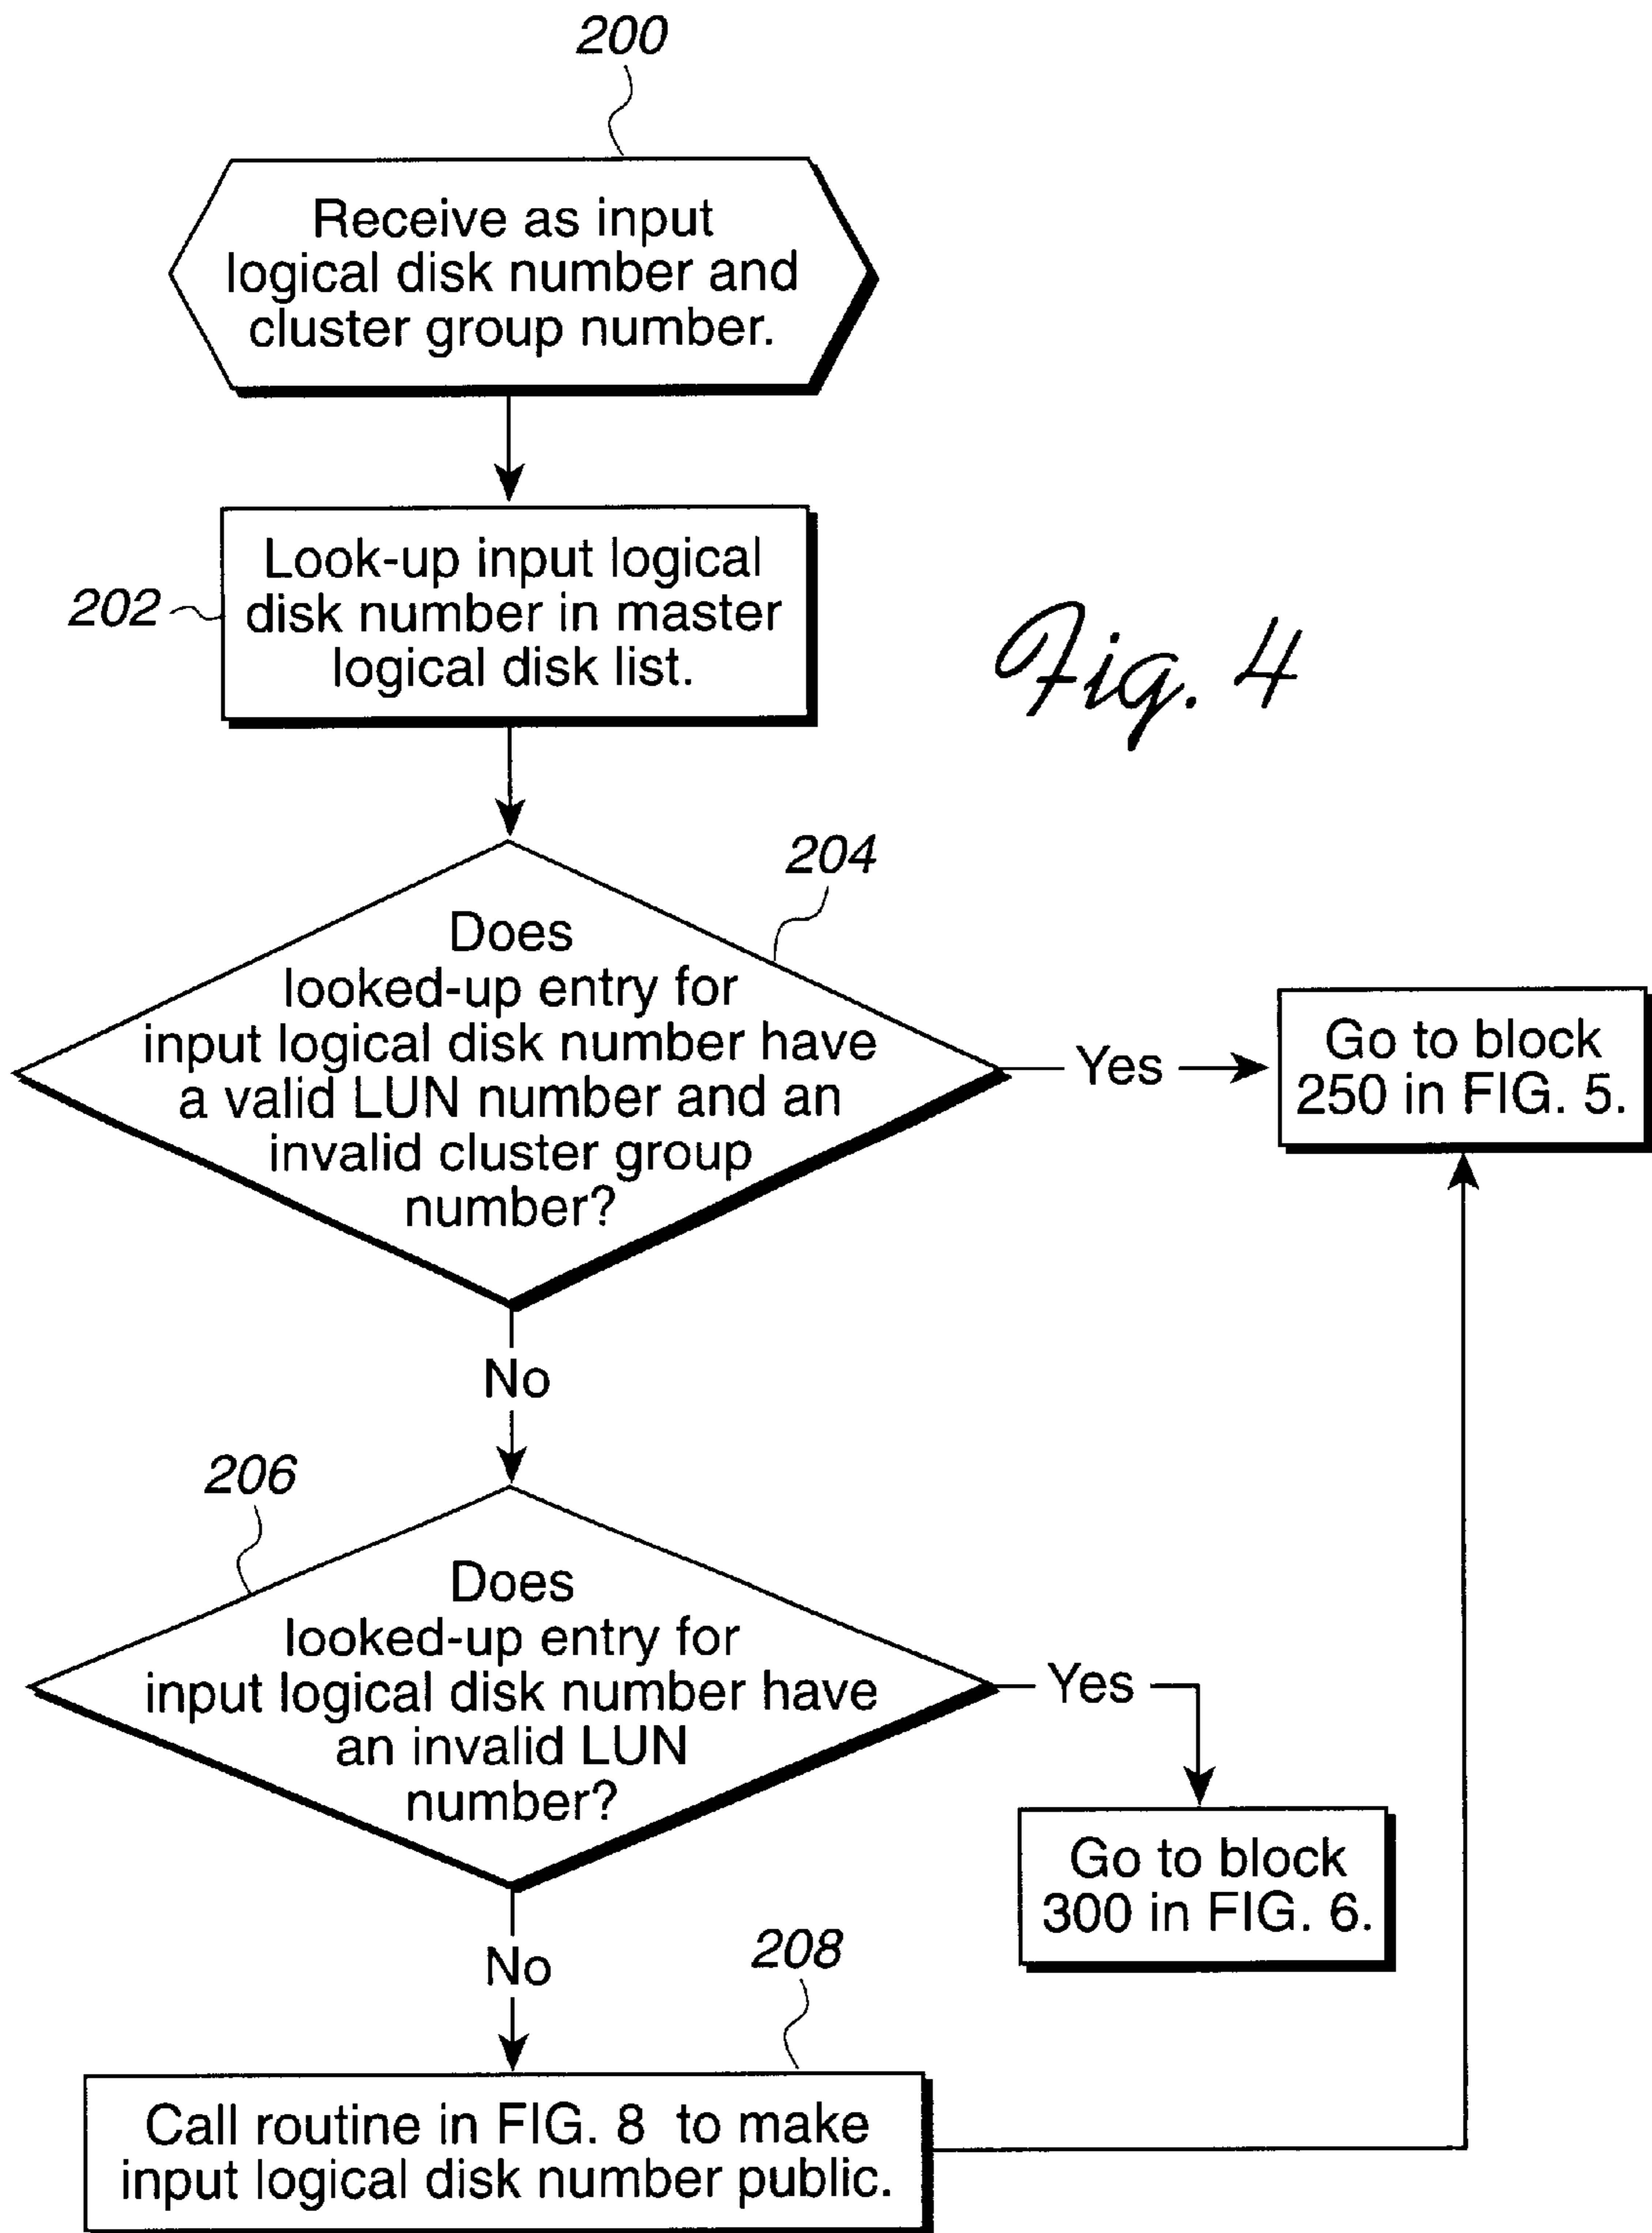 200
Receive as input
logical disk number and
cluster group number.
202
Look-up input logical
disk number in master
logical disk list.
Fig. 4
204
Does
looked-up entry for
input logical disk number have
a valid LUN number and an
invalid cluster group
number?
Yes
Go to block
250 in FIG. 5.
No
206
Does
looked-up entry for
input logical disk number have
an invalid LUN
number?
Yes
Go to block
300 in FIG. 6.
No
208
Call routine in FIG. 8 to make
input logical disk number public.